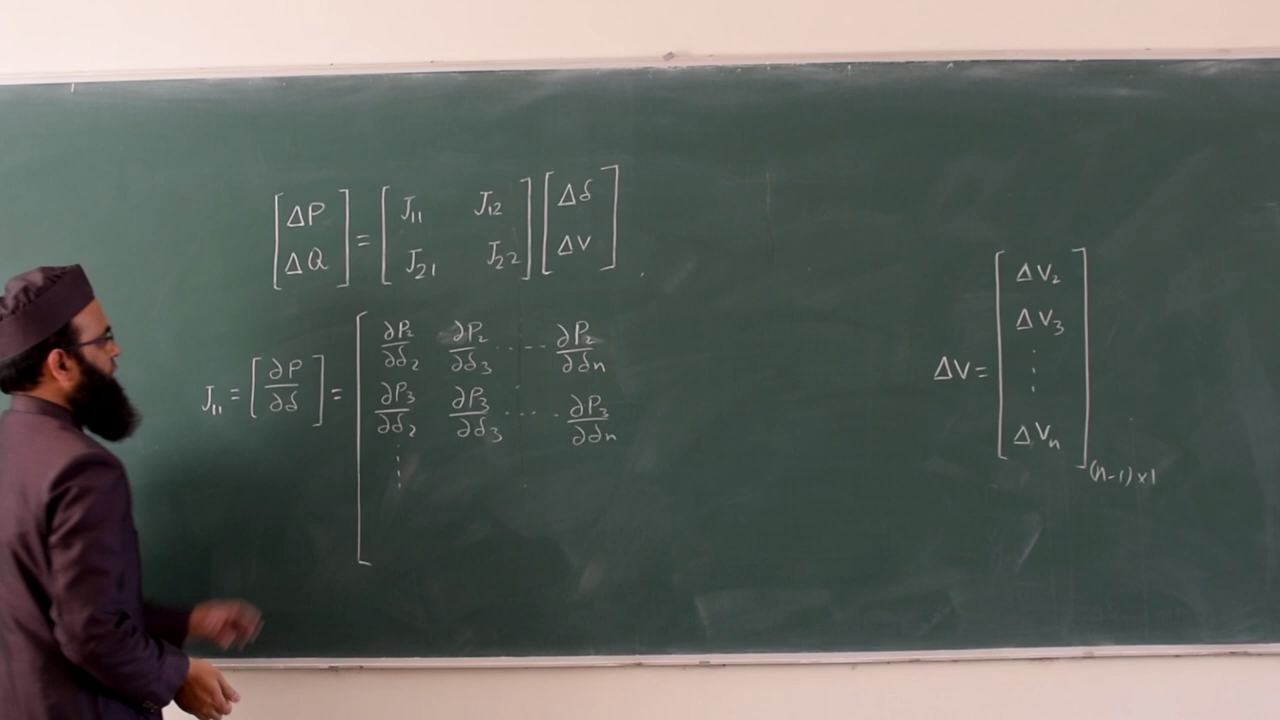 [ΔP] = [J₁₁ J₁₂] [Δδ]
[ΔQ] [J₂₁ J₂₂] [ΔV]
J₁₁ = [∂P/∂δ] = [∂P₂/∂δ₂ ∂P₂/∂δ₃ ..... ∂P₂/∂δn
∂P₃/∂δ₂ ∂P₃/∂δ₃ ..... ∂P₃/∂δn
⋮
ΔV = [ΔV₂
ΔV₃
⋮
ΔVn] (n-1)×1